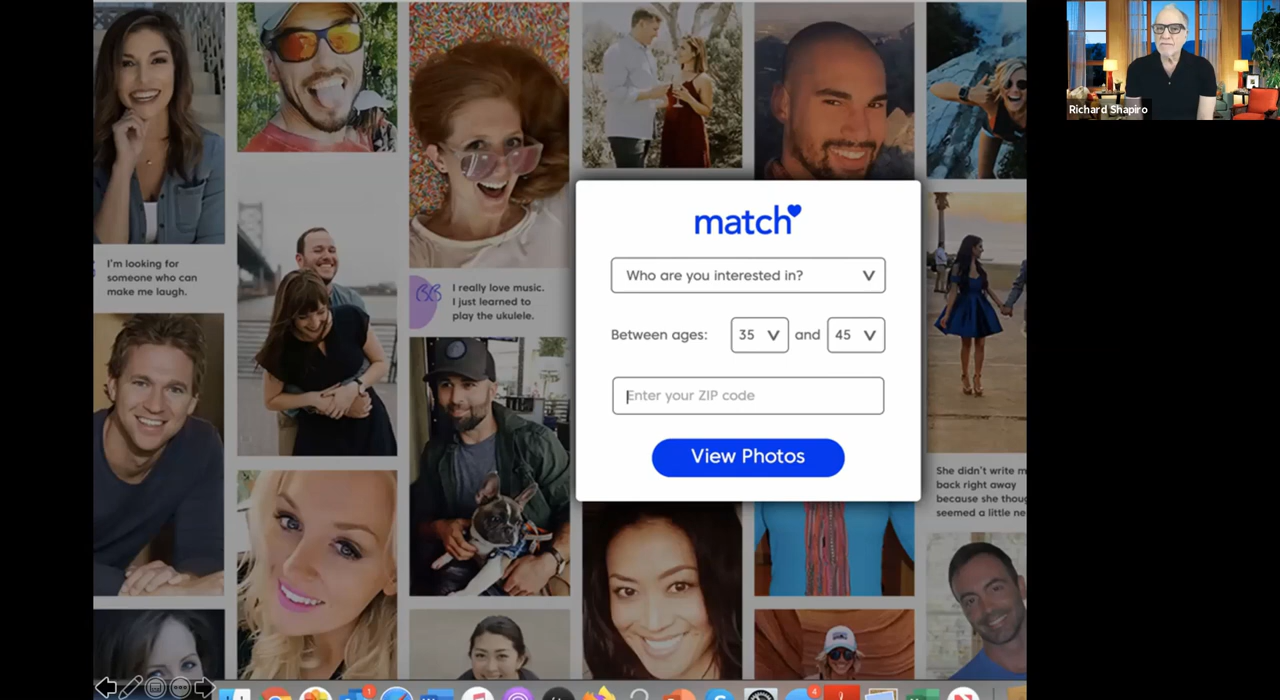 Richard Shapiro
match
Who are you interested in?
Between ages: 35 and 45
Enter your ZIP code
View Photos
I'm looking for
someone who can
make me laugh.
I really love music.
I just learned to
play the ukulele.
She didn't write m
back right away
because she thoug
seemed a little ne
1
4